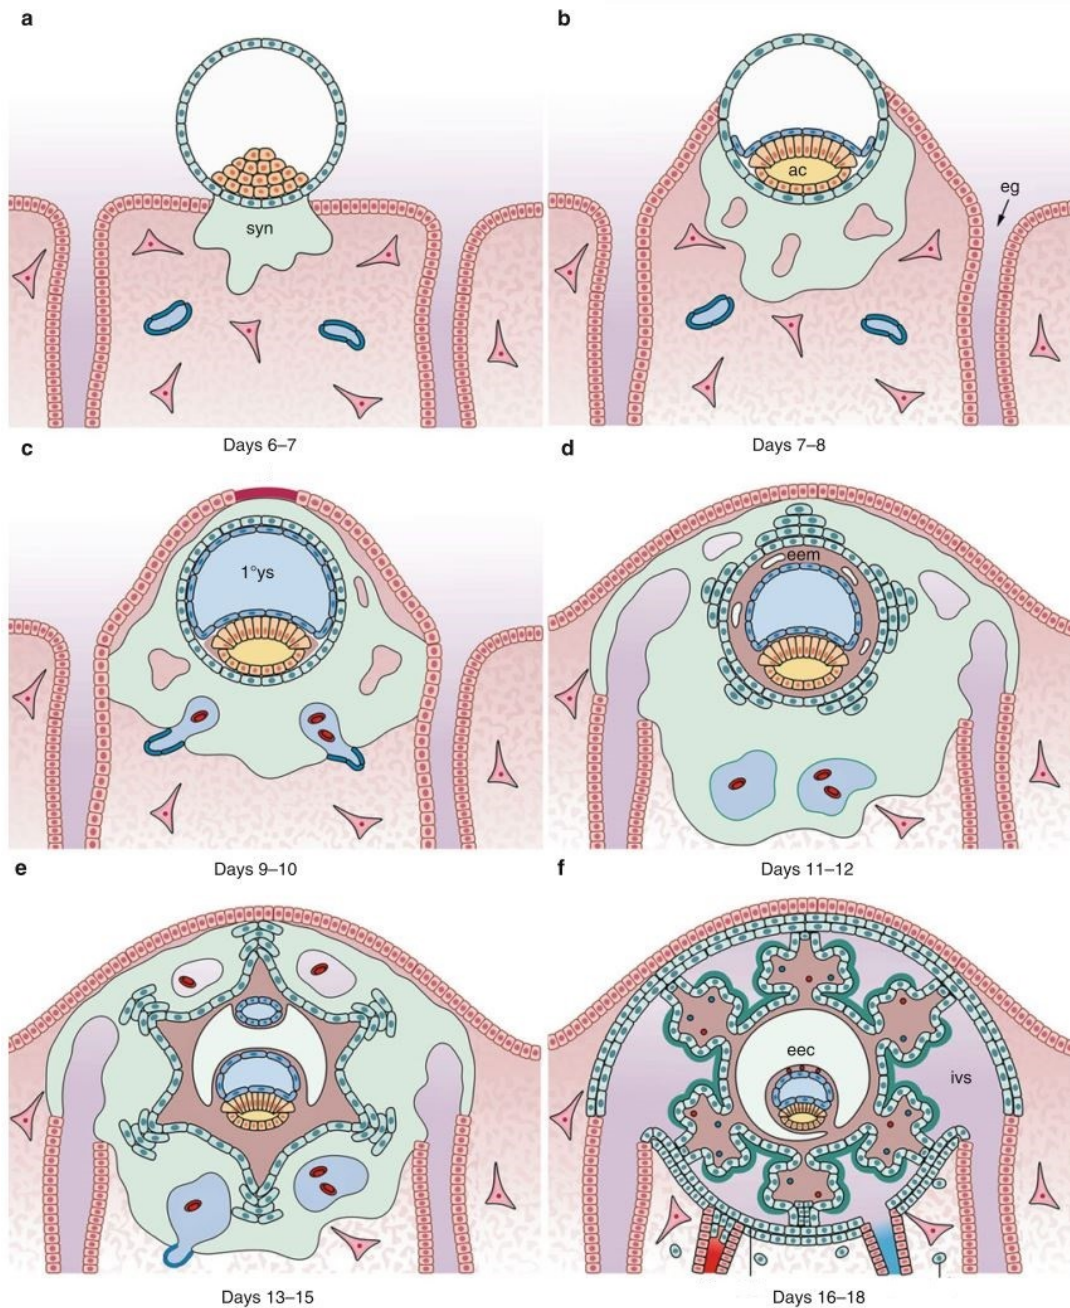 a
b
syn
ac
eg
Days 6–7
Days 7–8
c
d
1°ys
eem
Days 9–10
Days 11–12
e
f
eec
ivs
Days 13–15
Days 16–18